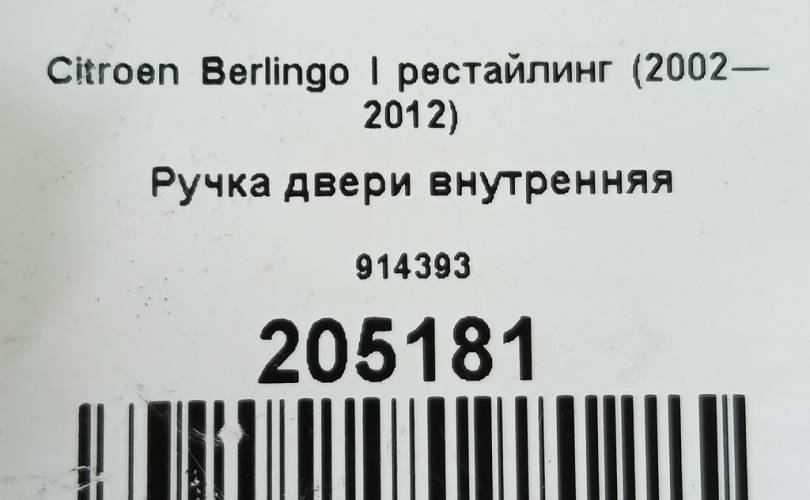 Citroen Berlingo I рестайлинг (2002—
2012)
Ручка двери внутренняя
914393
205181